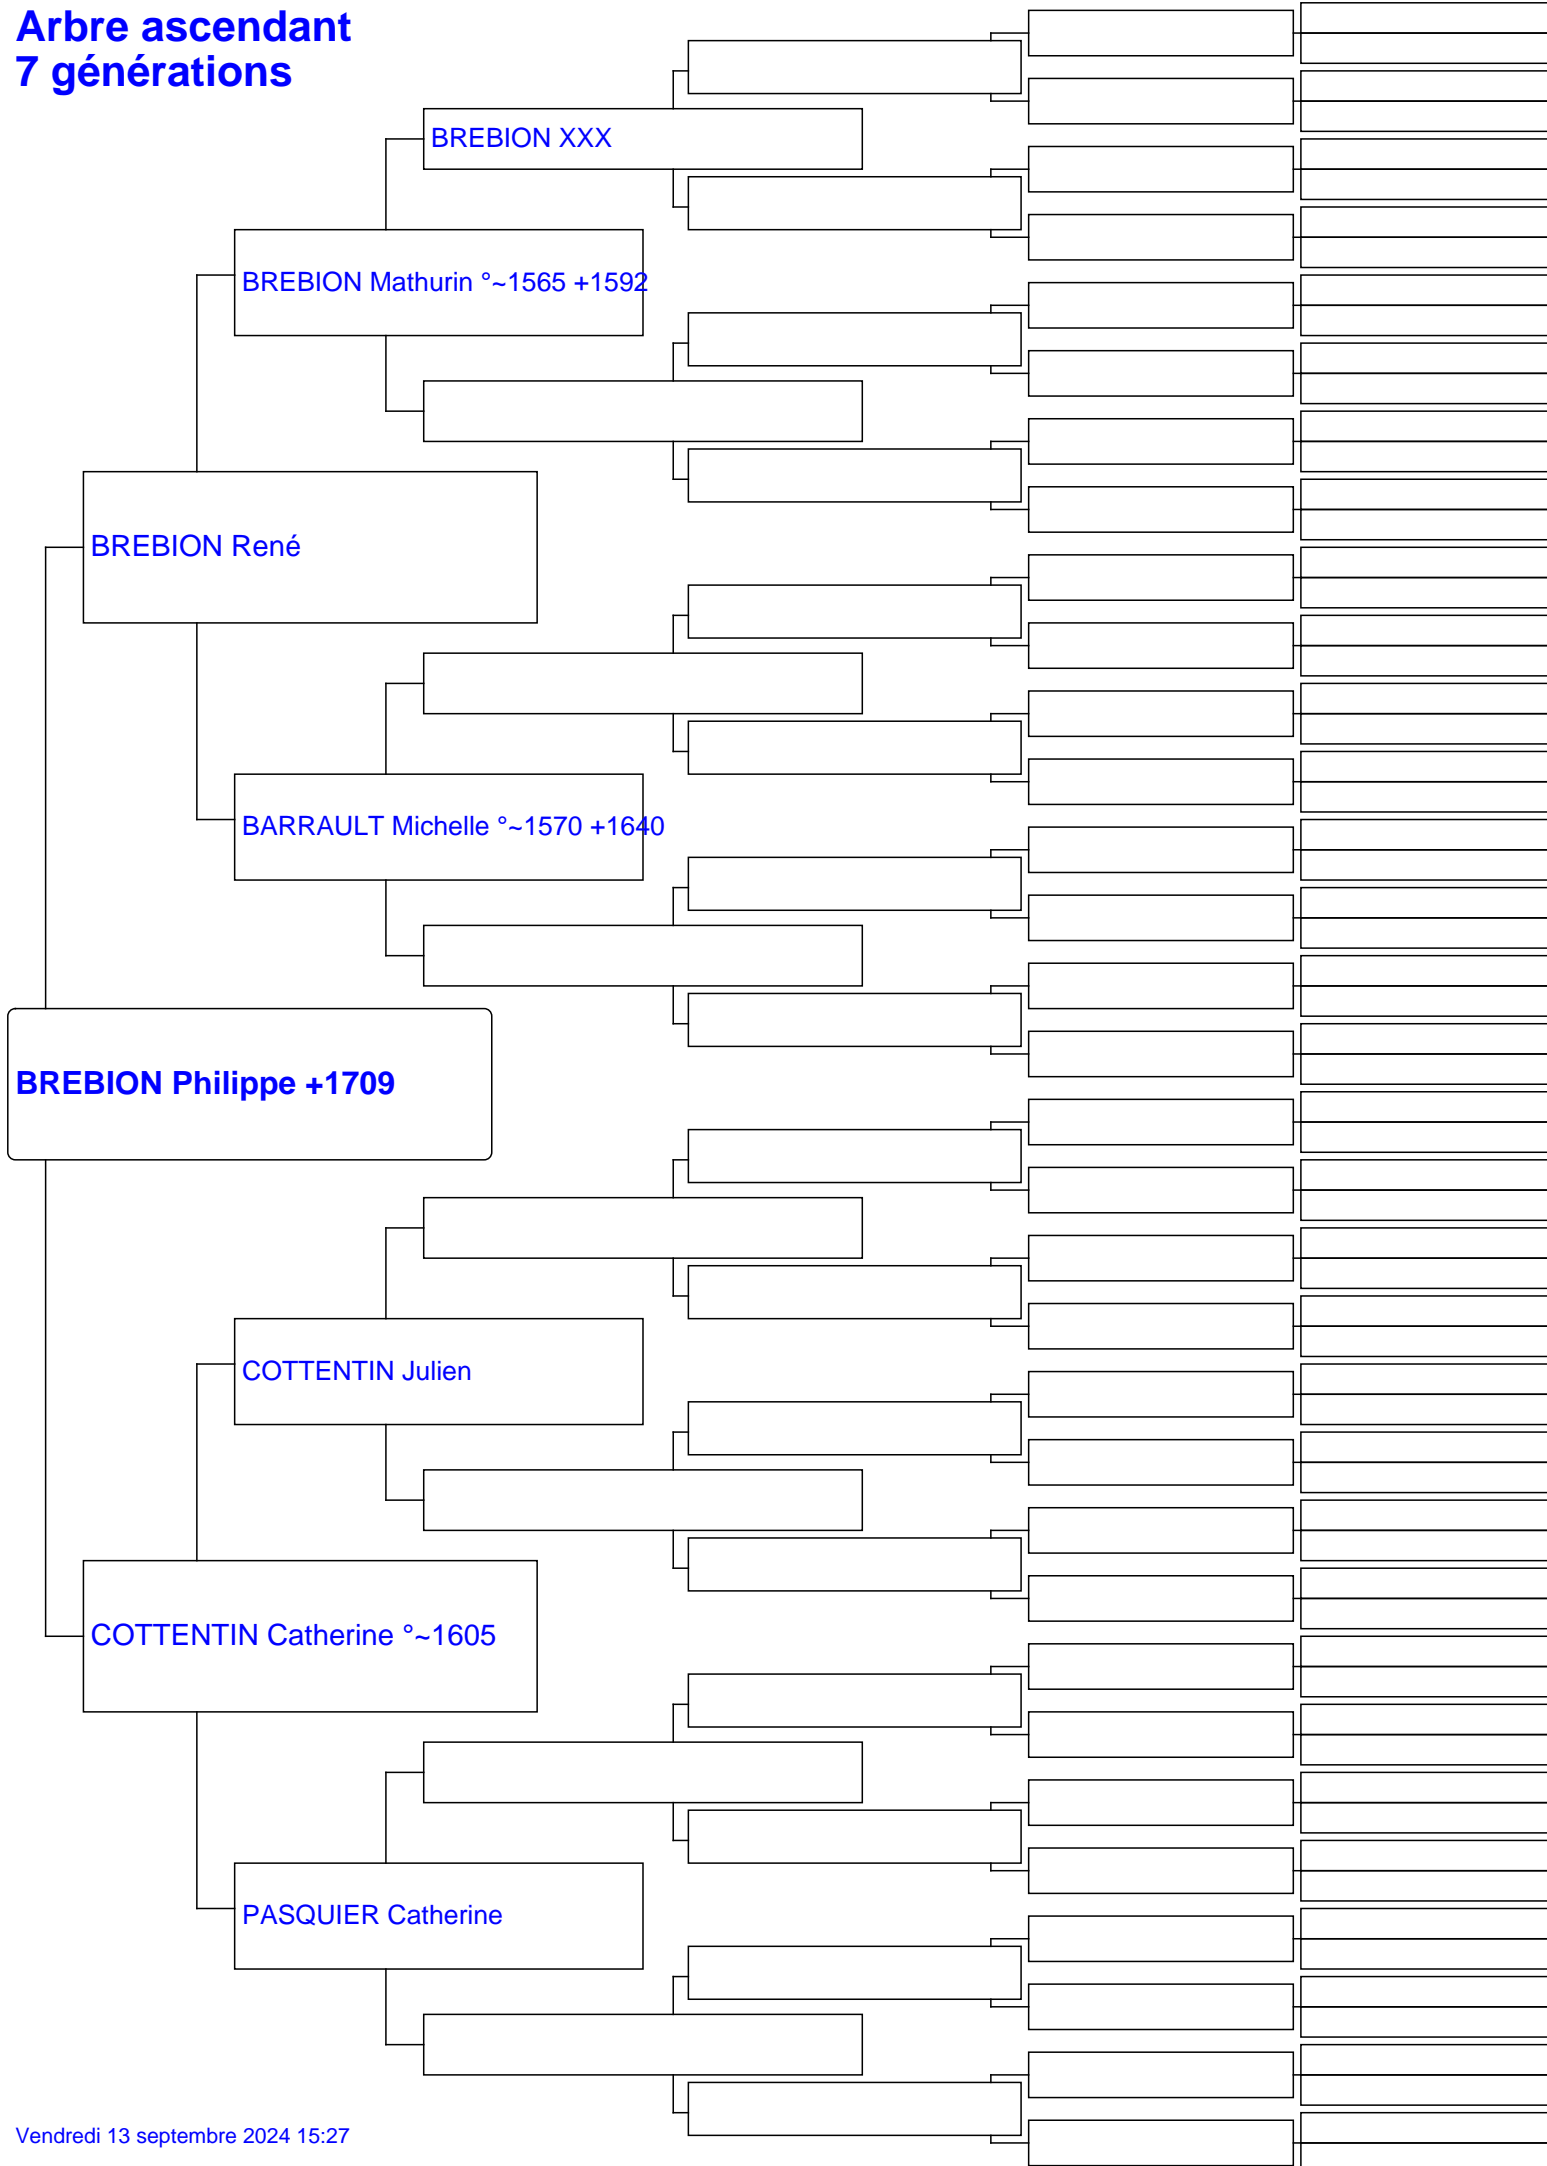 Arbre ascendant
7 générations
BREBION XXX
BREBION Mathurin °~1565 +1592
BREBION René
BARRAULT Michelle °~1570 +1640
BREBION Philippe +1709
COTTENTIN Julien
COTTENTIN Catherine °~1605
PASQUIER Catherine
Vendredi 13 septembre 2024 15:27